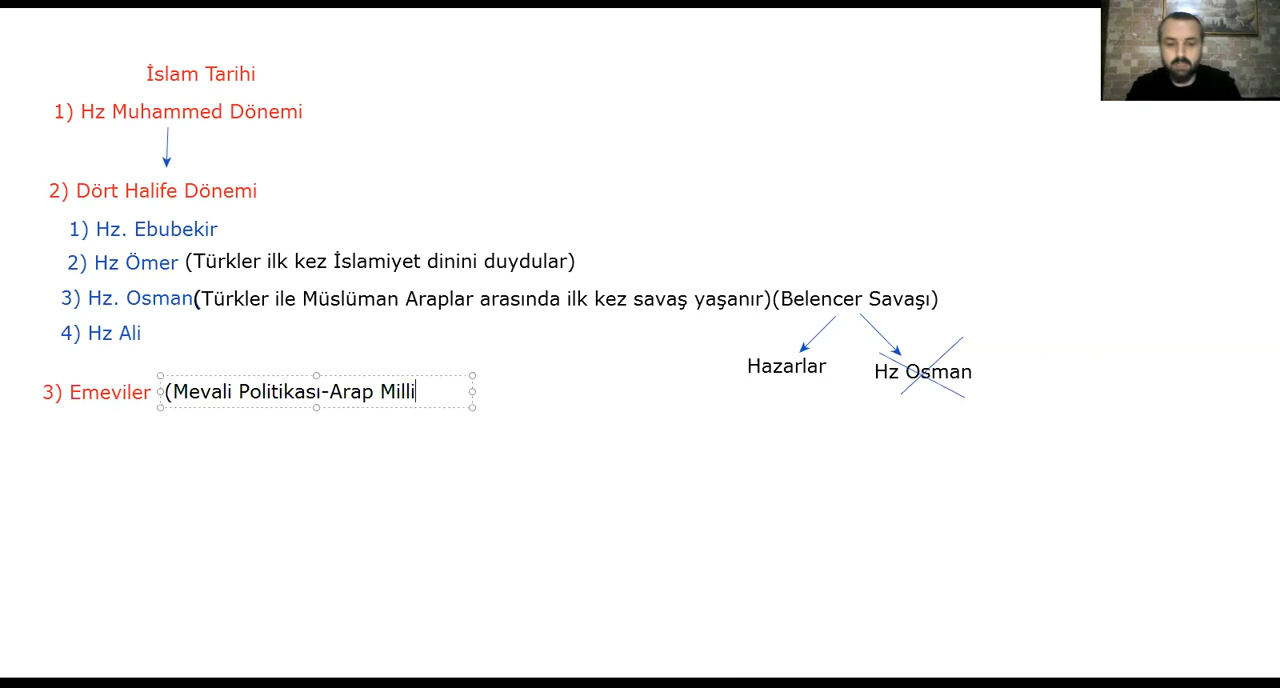 İslam Tarihi
1) Hz Muhammed Dönemi
2) Dört Halife Dönemi
1) Hz. Ebubekir
2) Hz Ömer (Türkler ilk kez İslamiyet dinini duydular)
3) Hz. Osman(Türkler ile Müslüman Araplar arasında ilk kez savaş yaşanır)(Belencer Savaşı)
4) Hz Ali
Hazarlar
Hz Osman
3) Emeviler (Mevali Politikası-Arap Milli